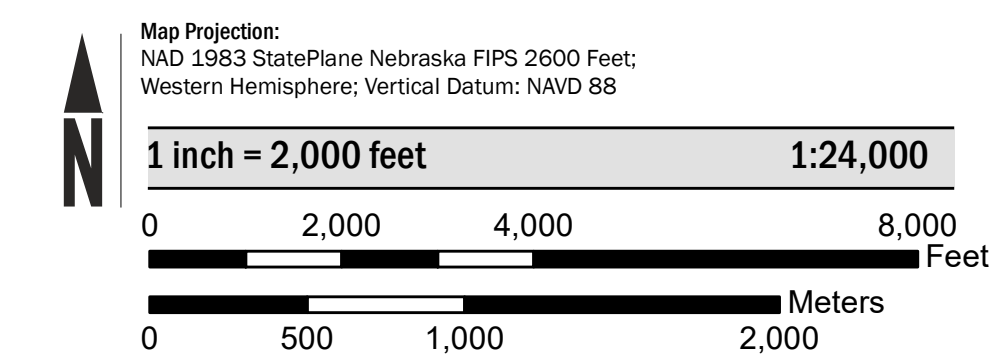 Map Projection:
NAD 1983 StatePlane Nebraska FIPS 2600 Feet;
Western Hemisphere; Vertical Datum: NAVD 88
N
1 inch = 2,000 feet 1:24,000
0 2,000 4,000 8,000
Feet
Meters
0 500 1,000 2,000